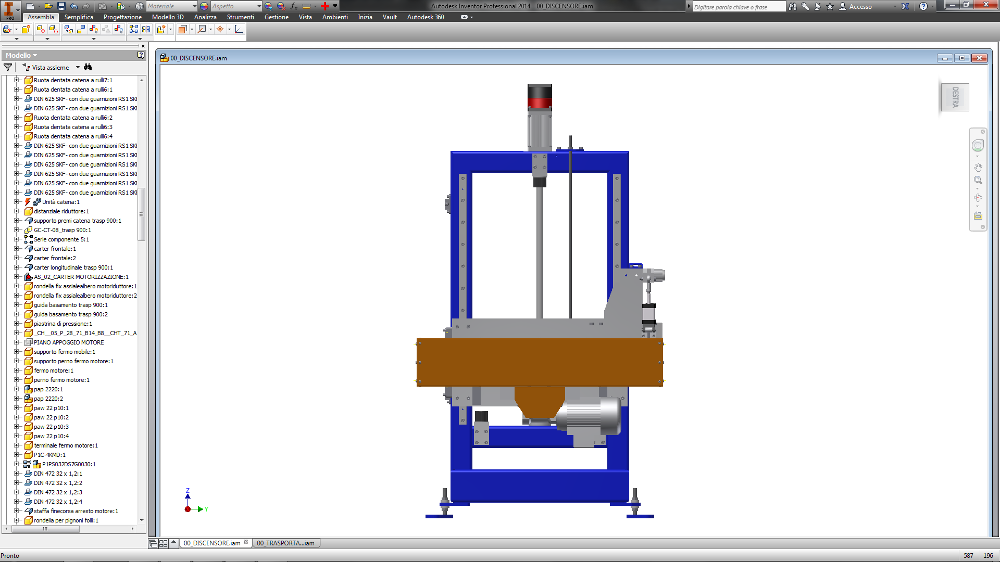 Materiale
Aspetto
Autodesk Inventor Professional 2014 00_DISCENSORE.iam
Digitare parola chiave o frase
Accesso
PRO
Assembla Semplifica Progettazione Modello 3D Analizza Strumenti Gestione Vista Ambienti Inizia Vault Autodesk 360
Modello
Vista assieme
00_DISCENSORE.iam
Ruota dentata catena a rulli7:1
Ruota dentata catena a rulli6:1
DIN 625 SKF- con due guarnizioni RS1 SKI
DIN 625 SKF- con due guarnizioni RS1 SKI
Ruota dentata catena a rulli6:2
Ruota dentata catena a rulli6:3
Ruota dentata catena a rulli6:4
DIN 625 SKF- con due guarnizioni RS1 SKI
DIN 625 SKF- con due guarnizioni RS1 SKI
DIN 625 SKF- con due guarnizioni RS1 SKI
DIN 625 SKF- con due guarnizioni RS1 SKI
DIN 625 SKF- con due guarnizioni RS1 SKI
DIN 625 SKF- con due guarnizioni RS1 SKI
Unità catena:1
distanziale riduttore:1
supporto premi catena trasp 900:1
GC-CT-08_trasp 900:1
Serie componente 5:1
carter frontale:1
carter frontale:2
carter longitudinale trasp 900:1
AS_02_CARTER MOTORIZZAZIONE:1
rondella fix assialealbero motoriduttore:1
rondella fix assialealbero motoriduttore:2
guida basamento trasp 900:1
guida basamento trasp 900:2
piastrina di pressione:1
_CH__05_P_28_71_B14_B8__CHT_71_A
PIANO APPOGGIO MOTORE
supporto fermo mobile:1
supporto perno fermo motore:1
fermo motore:1
perno fermo motore:1
pap 2220:1
pap 2220:2
paw 22 p10:1
paw 22 p10:2
paw 22 p10:3
paw 22 p10:4
terminale fermo motore:1
P1C-4KMD:1
P1PS032DS7G0030:1
DIN 472 32 x 1,2:1
DIN 472 32 x 1,2:2
DIN 472 32 x 1,2:3
DIN 472 32 x 1,2:4
staffa finecorsa arresto motore:1
rondella per pignoni folli:1
DESTRA
Z
Y
00_DISCENSORE.iam
00_TRASPORTA...iam
Pronto
587 196